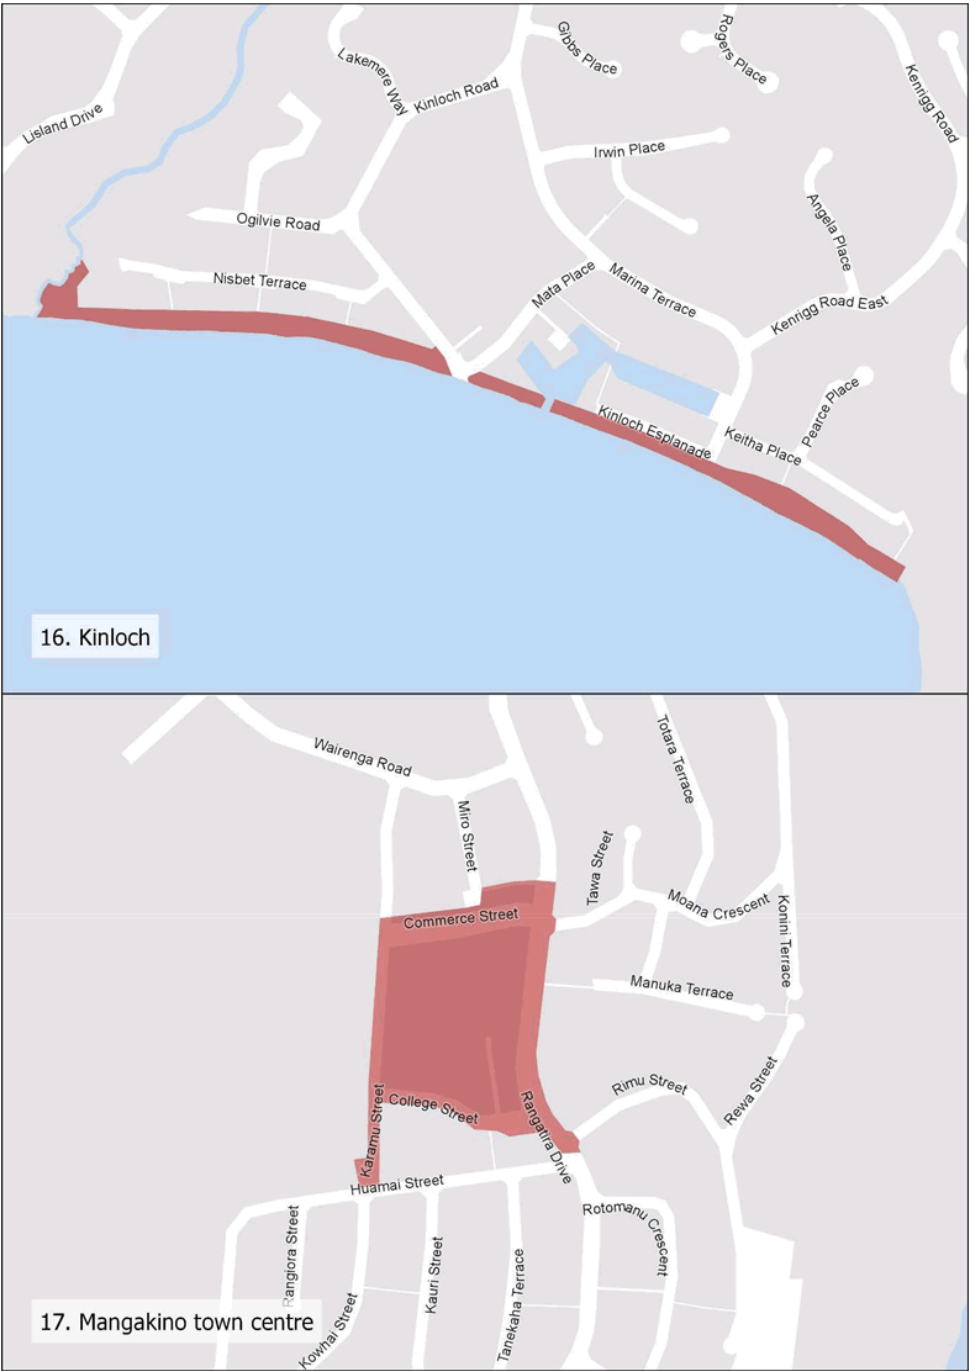 Gibbs Place
Rogers Place
Lakemere Way
Kinloch Road
Kenrigg Road
Lisland Drive
Irwin Place
Ogilvie Road
Angela Place
Nisbet Terrace
Mata Place
Marina Terrace
Kenrigg Road East
Pearce Place
Kinloch Esplanade
Keitha Place
16. Kinloch
Wairenga Road
Totara Terrace
Miro Street
Tawa Street
Moana Crescent
Commerce Street
Konini Terrace
Manuka Terrace
Rimu Street
Rewa Street
College Street
Karamu Street
Rangatira Drive
Huamai Street
Rotomanu Crescent
Rangiora Street
Kauri Street
Tanekaha Terrace
Kowhai Street
17. Mangakino town centre